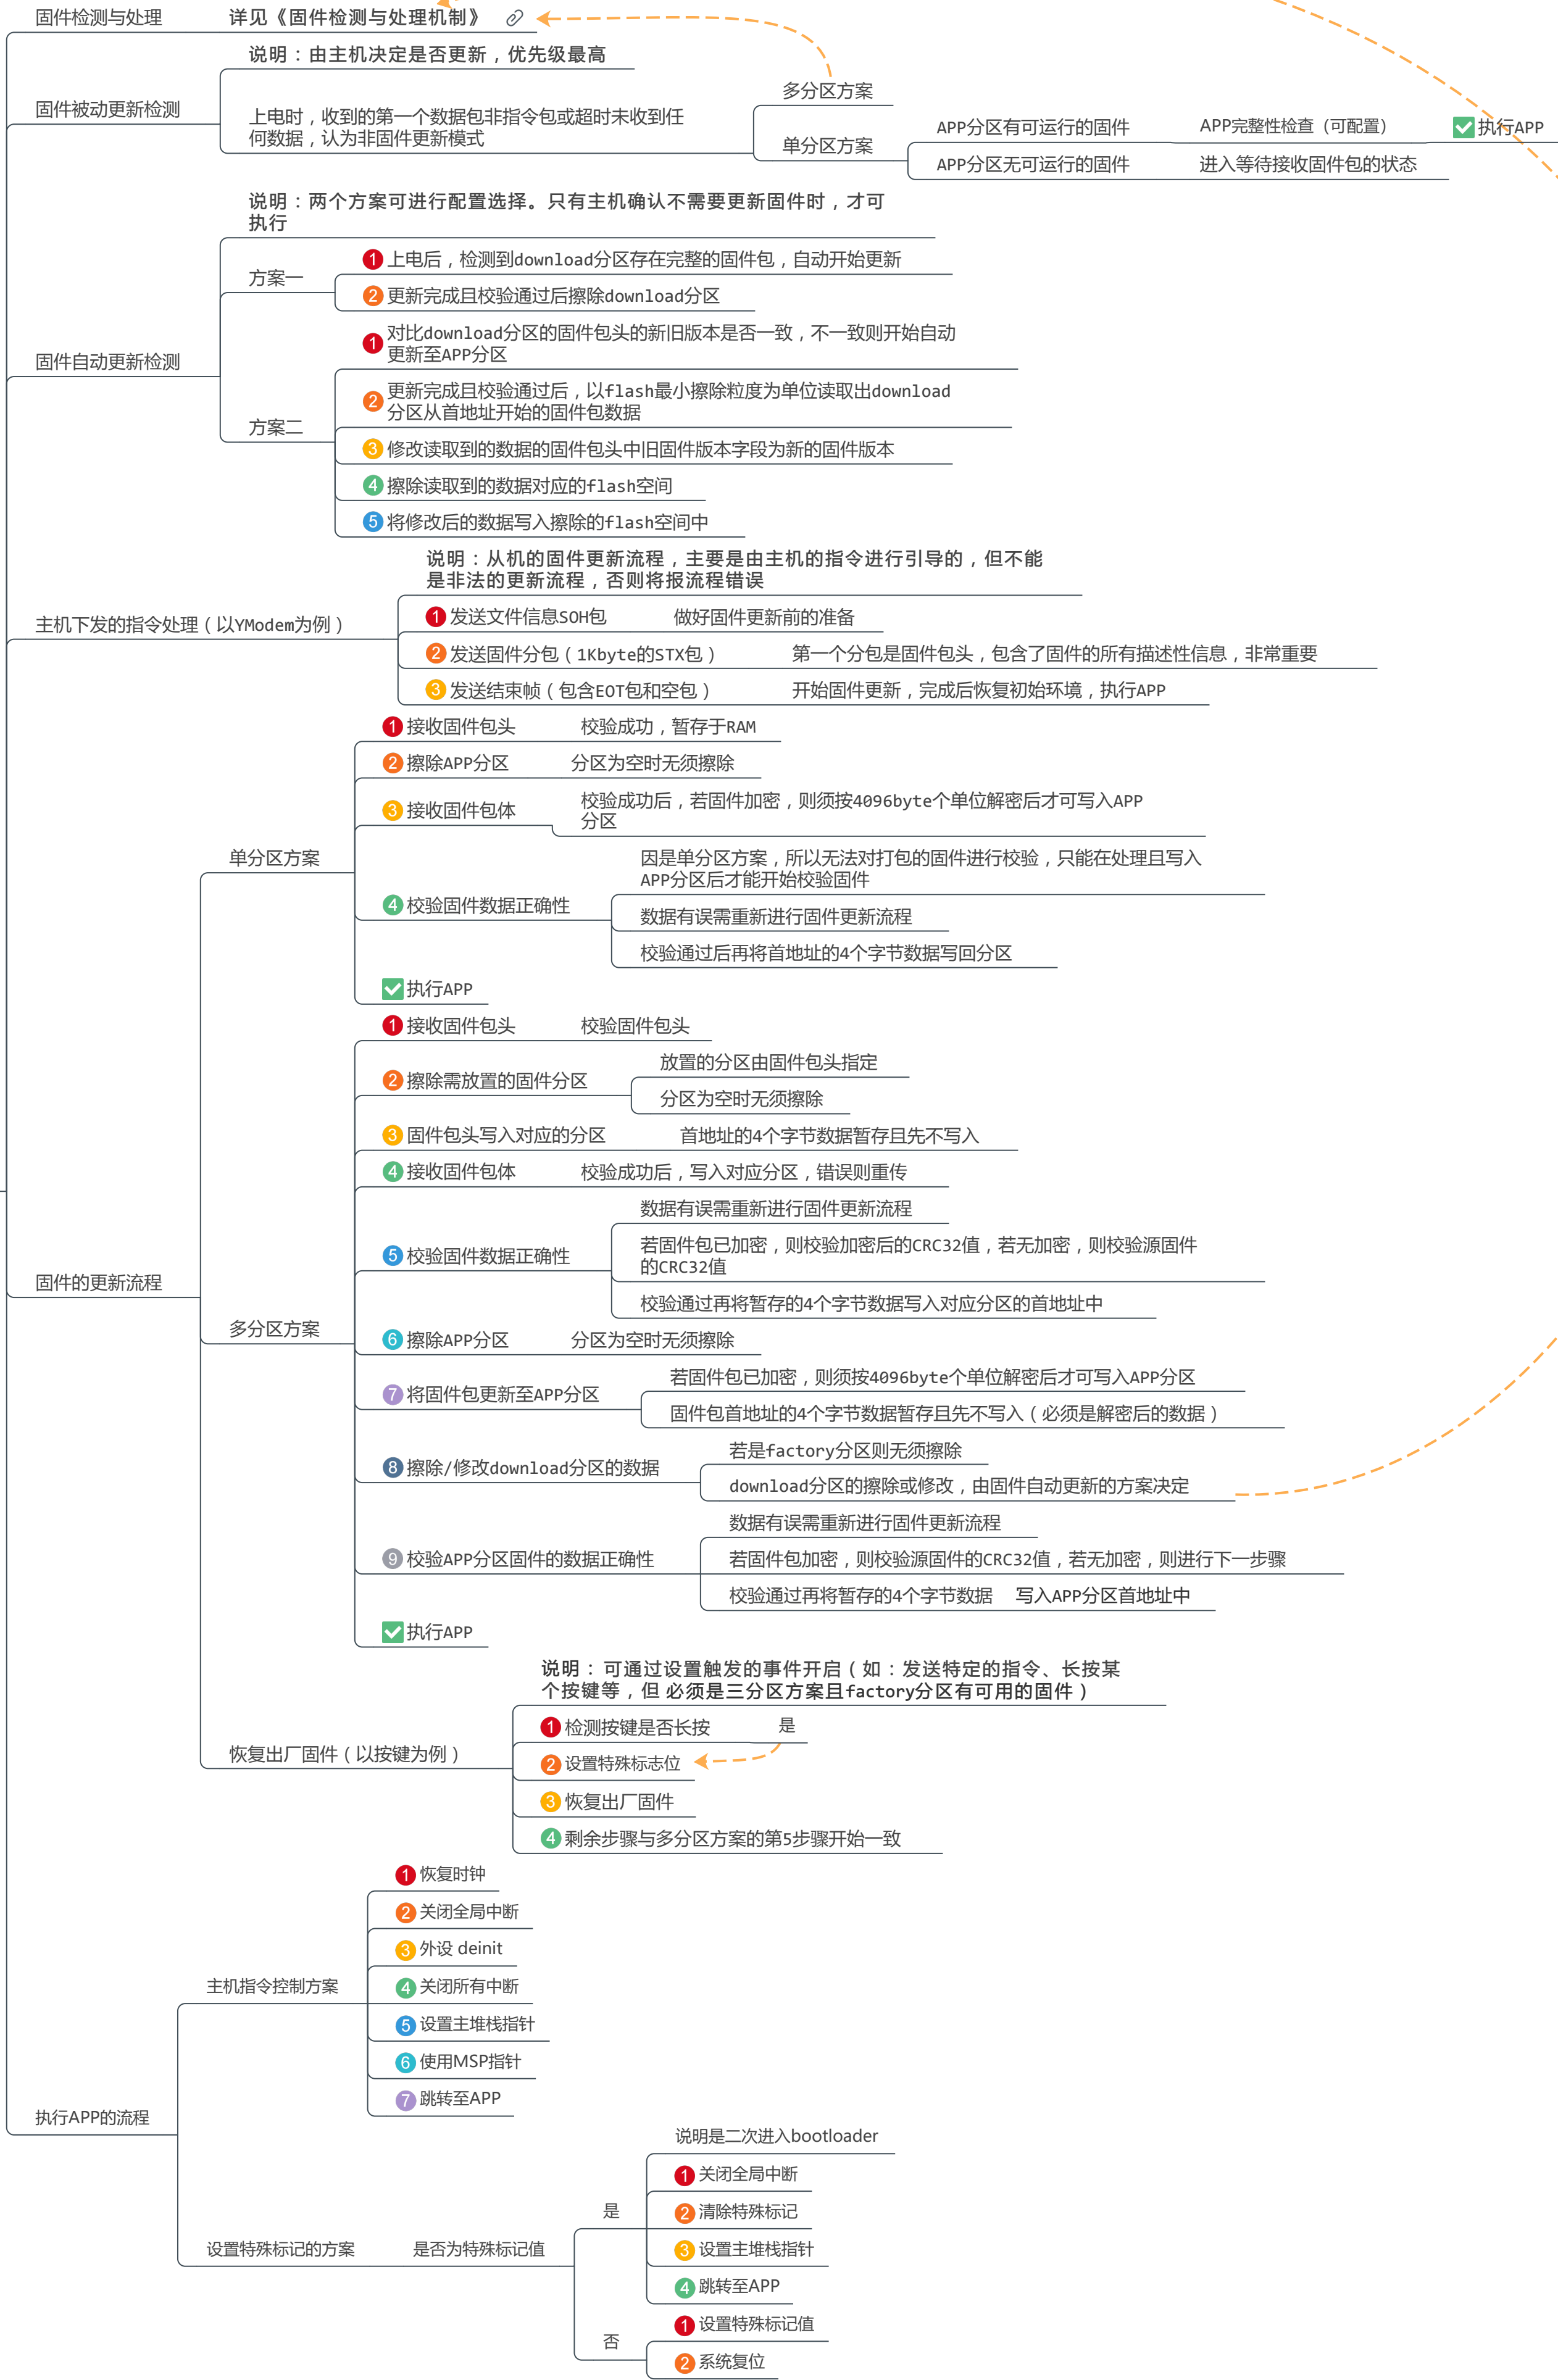 固件检测与处理
详见《固件检测与处理机制》
固件被动更新检测
说明：由主机决定是否更新，优先级最高
上电时，收到的第一个数据包非指令包或超时未收到任
何数据，认为非固件更新模式
多分区方案
单分区方案
APP分区有可运行的固件
APP完整性检查（可配置）
执行APP
APP分区无可运行的固件
进入等待接收固件包的状态
固件自动更新检测
说明：两个方案可进行配置选择。只有主机确认不需要更新固件时，才可
执行
方案一
1 上电后，检测到download分区存在完整的固件包，自动开始更新
2 更新完成且校验通过后擦除download分区
方案二
1 对比download分区的固件包头的新旧版本是否一致，不一致则开始自动
更新至APP分区
2 更新完成且校验通过后，以flash最小擦除粒度为单位读取出download
分区从首地址开始的固件包数据
3 修改读取到的数据的固件包头中旧固件版本字段为新的固件版本
4 擦除读取到的数据对应的flash空间
5 将修改后的数据写入擦除的flash空间中
主机下发的指令处理（以YModem为例）
说明：从机的固件更新流程，主要是由主机的指令进行引导的，但不能
是非法的更新流程，否则将报流程错误
1 发送文件信息SOH包
做好固件更新前的准备
2 发送固件分包（1Kbyte的STX包）
第一个分包是固件包头，包含了固件的所有描述性信息，非常重要
3 发送结束帧（包含EOT包和空包）
开始固件更新，完成后恢复初始环境，执行APP
固件的更新流程
单分区方案
1 接收固件包头
校验成功，暂存于RAM
2 擦除APP分区
分区为空时无须擦除
3 接收固件包体
校验成功后，若固件加密，则须按4096byte个单位解密后才可写入APP
分区
4 校验固件数据正确性
因是单分区方案，所以无法对打包的固件进行校验，只能在处理且写入
APP分区后才能开始校验固件
数据有误需重新进行固件更新流程
校验通过后再将首地址的4个字节数据写回分区
执行APP
多分区方案
1 接收固件包头
校验固件包头
2 擦除需放置的固件分区
放置的分区由固件包头指定
分区为空时无须擦除
3 固件包头写入对应的分区
首地址的4个字节数据暂存且先不写入
4 接收固件包体
校验成功后，写入对应分区，错误则重传
5 校验固件数据正确性
数据有误需重新进行固件更新流程
若固件包已加密，则校验加密后的CRC32值，若无加密，则校验源固件
的CRC32值
校验通过再将暂存的4个字节数据写入对应分区的首地址中
6 擦除APP分区
分区为空时无须擦除
7 将固件包更新至APP分区
若固件包已加密，则须按4096byte个单位解密后才可写入APP分区
固件包首地址的4个字节数据暂存且先不写入（必须是解密后的数据）
8 擦除/修改download分区的数据
若是factory分区则无须擦除
download分区的擦除或修改，由固件自动更新的方案决定
9 校验APP分区固件的数据正确性
数据有误需重新进行固件更新流程
若固件包加密，则校验源固件的CRC32值，若无加密，则进行下一步骤
校验通过再将暂存的4个字节数据 写入APP分区首地址中
执行APP
恢复出厂固件（以按键为例）
说明：可通过设置触发的事件开启（如：发送特定的指令、长按某
个按键等，但 必须是三分区方案且factory分区有可用的固件）
1 检测按键是否长按
是
2 设置特殊标志位
3 恢复出厂固件
4 剩余步骤与多分区方案的第5步骤开始一致
执行APP的流程
主机指令控制方案
1 恢复时钟
2 关闭全局中断
3 外设 deinit
4 关闭所有中断
5 设置主堆栈指针
6 使用MSP指针
7 跳转至APP
设置特殊标记的方案
是否为特殊标记值
是
说明是二次进入bootloader
1 关闭全局中断
2 清除特殊标记
3 设置主堆栈指针
4 跳转至APP
否
1 设置特殊标记值
2 系统复位